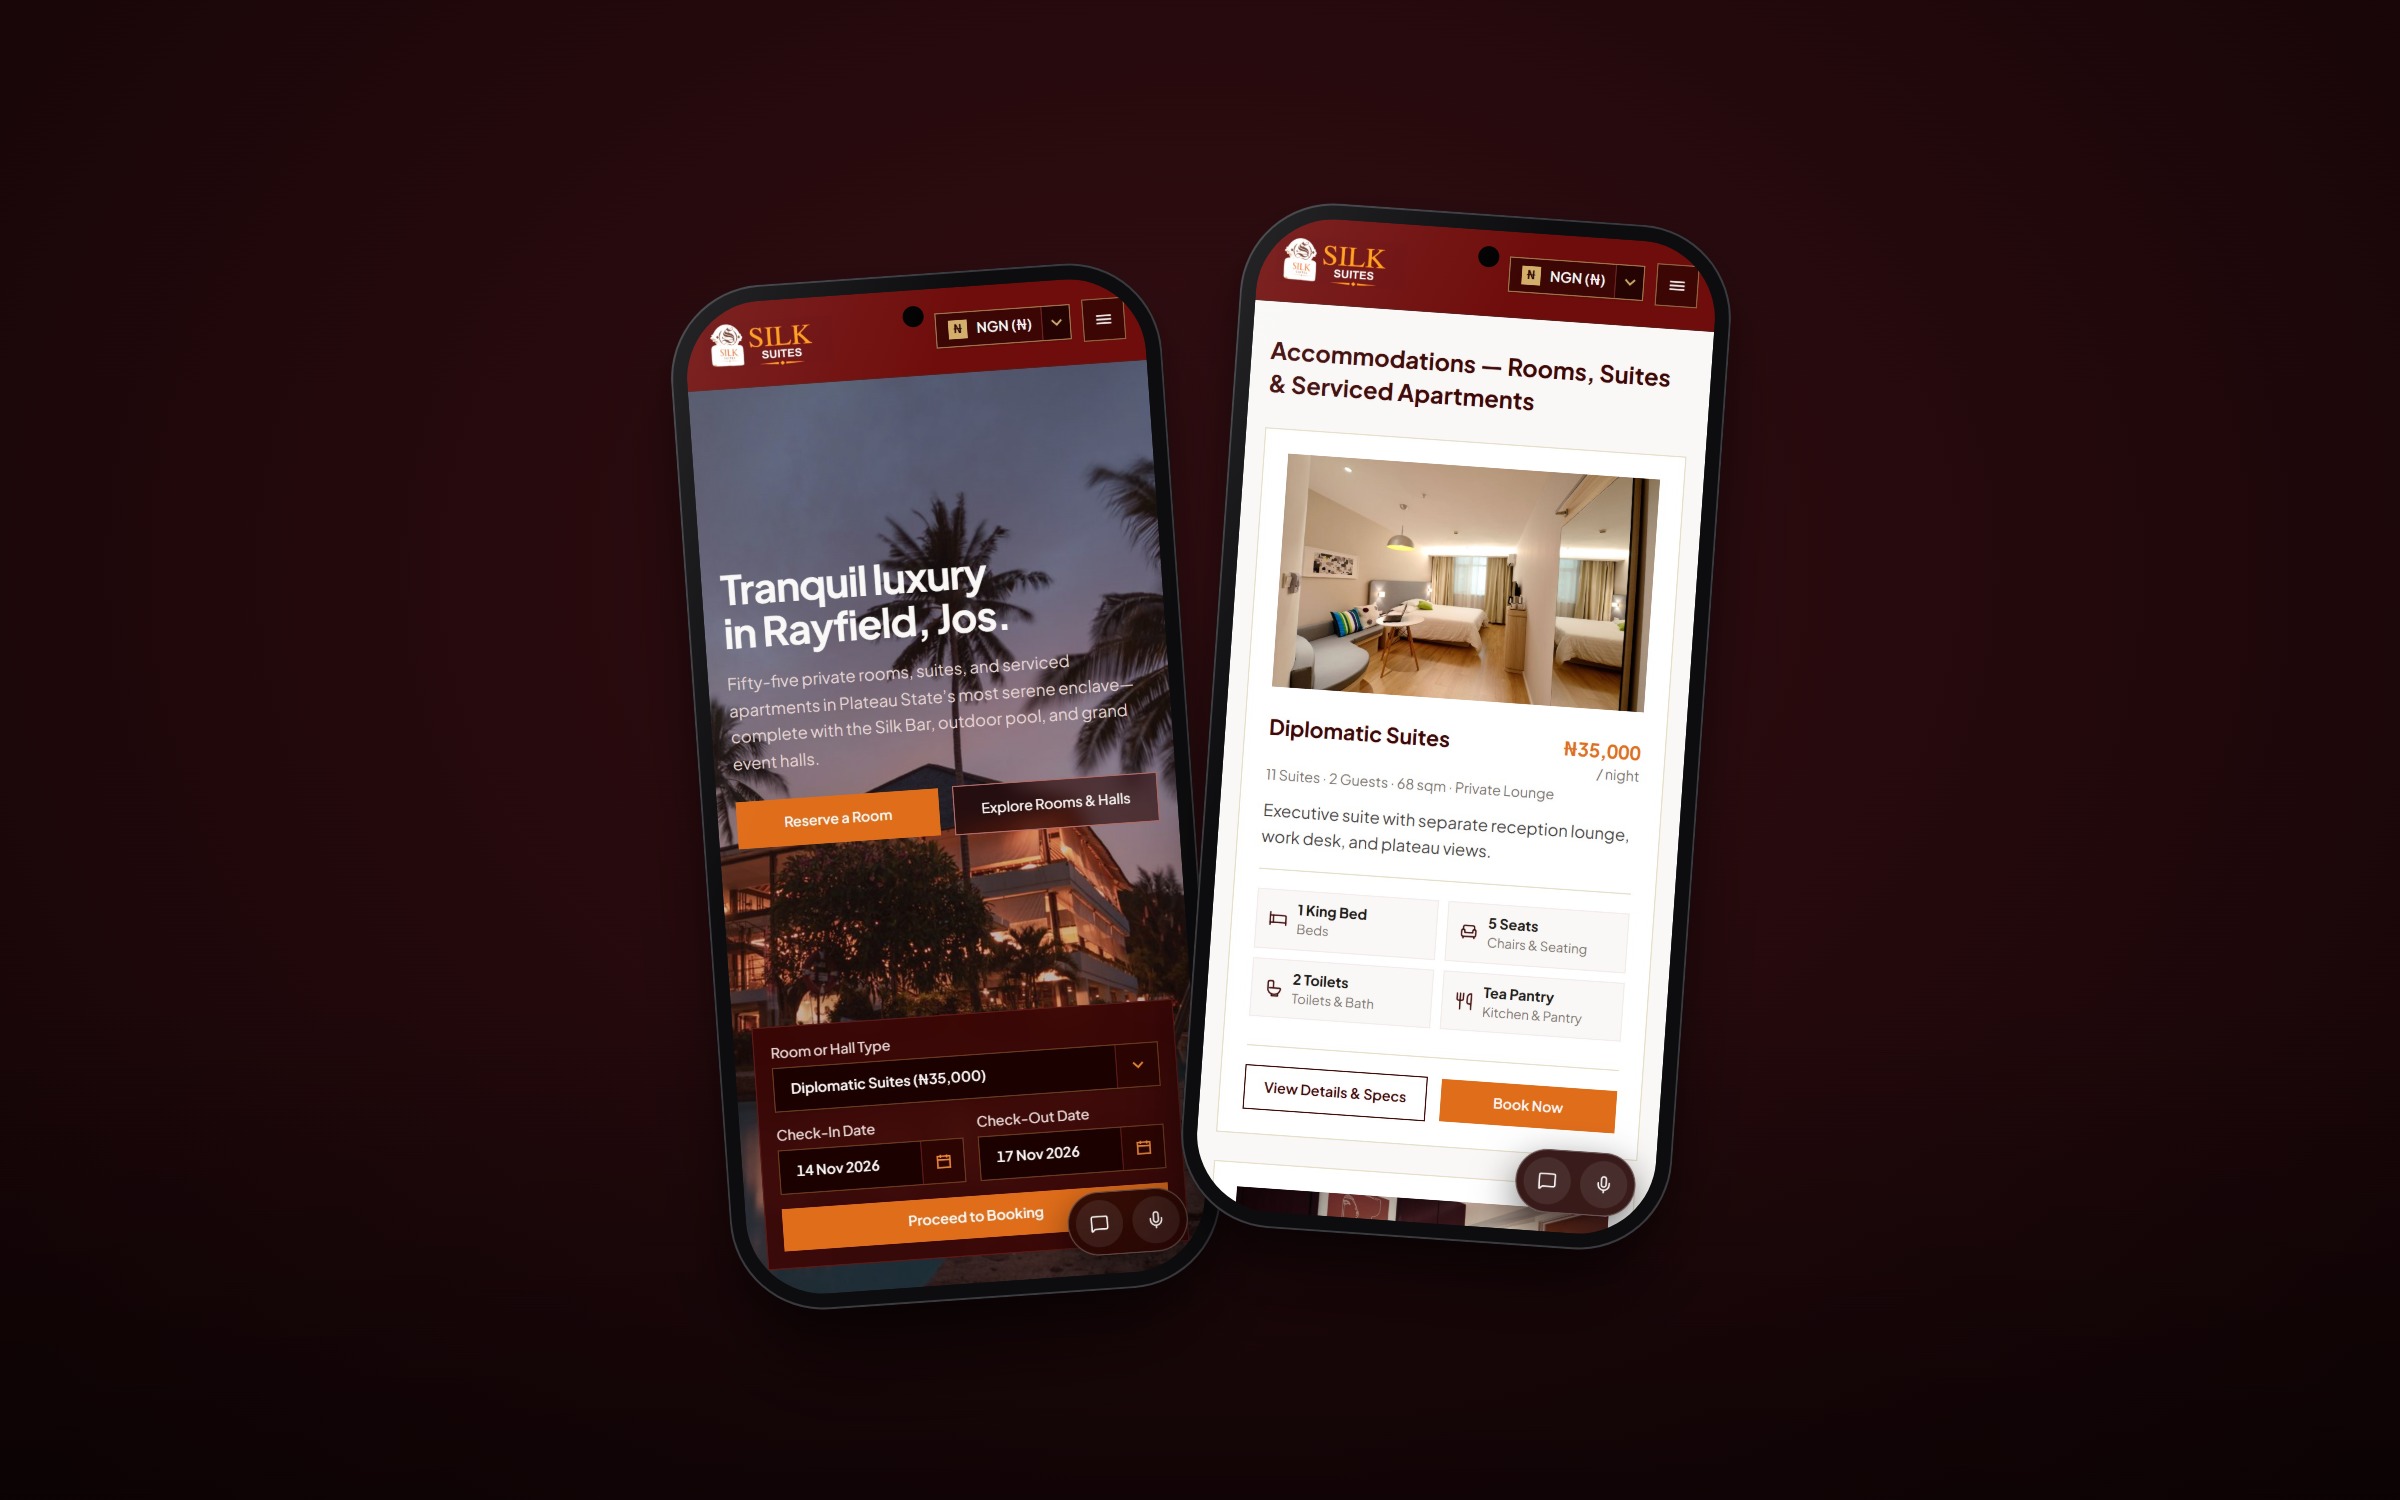 SILK
SUITES
SILK
₦ NGN (₦)
Tranquil luxury
in Rayfield, Jos.
Fifty-five private rooms, suites, and serviced
apartments in Plateau State's most serene enclave—
complete with the Silk Bar, outdoor pool, and grand
event halls.
Reserve a Room
Explore Rooms & Halls
Room or Hall Type
Diplomatic Suites (₦35,000)
Check-In Date
Check-Out Date
14 Nov 2026
17 Nov 2026
Proceed to Booking
SILK
SUITES
SILK
₦ NGN (₦)
Accommodations — Rooms, Suites
& Serviced Apartments
Diplomatic Suites
₦35,000
/ night
11 Suites · 2 Guests · 68 sqm · Private Lounge
Executive suite with separate reception lounge,
work desk, and plateau views.
1 King Bed
Beds
5 Seats
Chairs & Seating
2 Toilets
Toilets & Bath
Tea Pantry
Kitchen & Pantry
View Details & Specs
Book Now